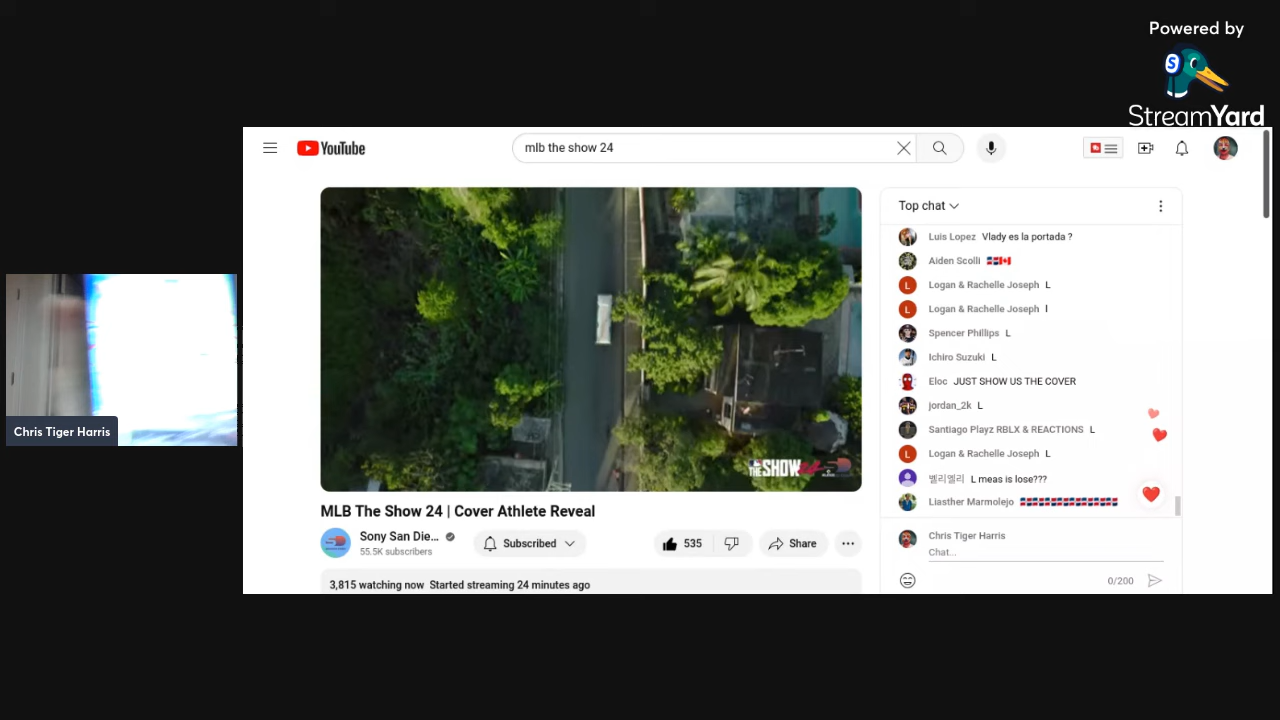 Powered by
StreamYard
YouTube
mlb the show 24
Top chat
Luis Lopez Vlady es la portada ?
Aiden Scolli 🇩🇴🇨🇦
Logan & Rachelle Joseph L
Logan & Rachelle Joseph l
Spencer Phillips L
Ichiro Suzuki L
Eloc JUST SHOW US THE COVER
jordan_2k L
Santiago Playz RBLX & REACTIONS L
Logan & Rachelle Joseph L
벨리엘리 L meas is lose???
Liasther Marmolejo 🇩🇴🇩🇴🇩🇴🇩🇴🇩🇴🇩🇴🇩🇴🇩🇴
Chris Tiger Harris
THE SHOW 24
MLB The Show 24 | Cover Athlete Reveal
Sony San Die...
55.5K subscribers
Subscribed
535
Share
...
3,815 watching now Started streaming 24 minutes ago
Chris Tiger Harris
Chat...
0/200